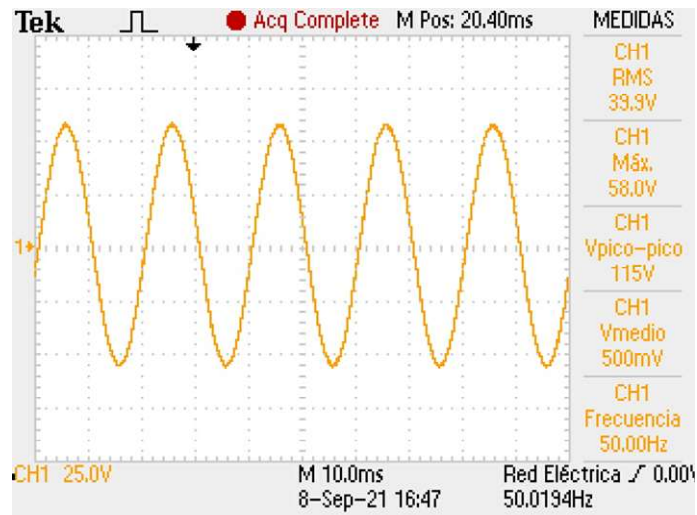 Tek Acq Complete M Pos: 20.40ms MEDIDAS
CH1
RMS
39.9V
CH1
Máx.
58.0V
CH1
Vpico-pico
115V
CH1
Vmedio
500mV
CH1
Frecuencia
50.00Hz
1
CH1 25.0V M 10.0ms Red Eléctrica 0.00V
8-Sep-21 16:47 50.0194Hz